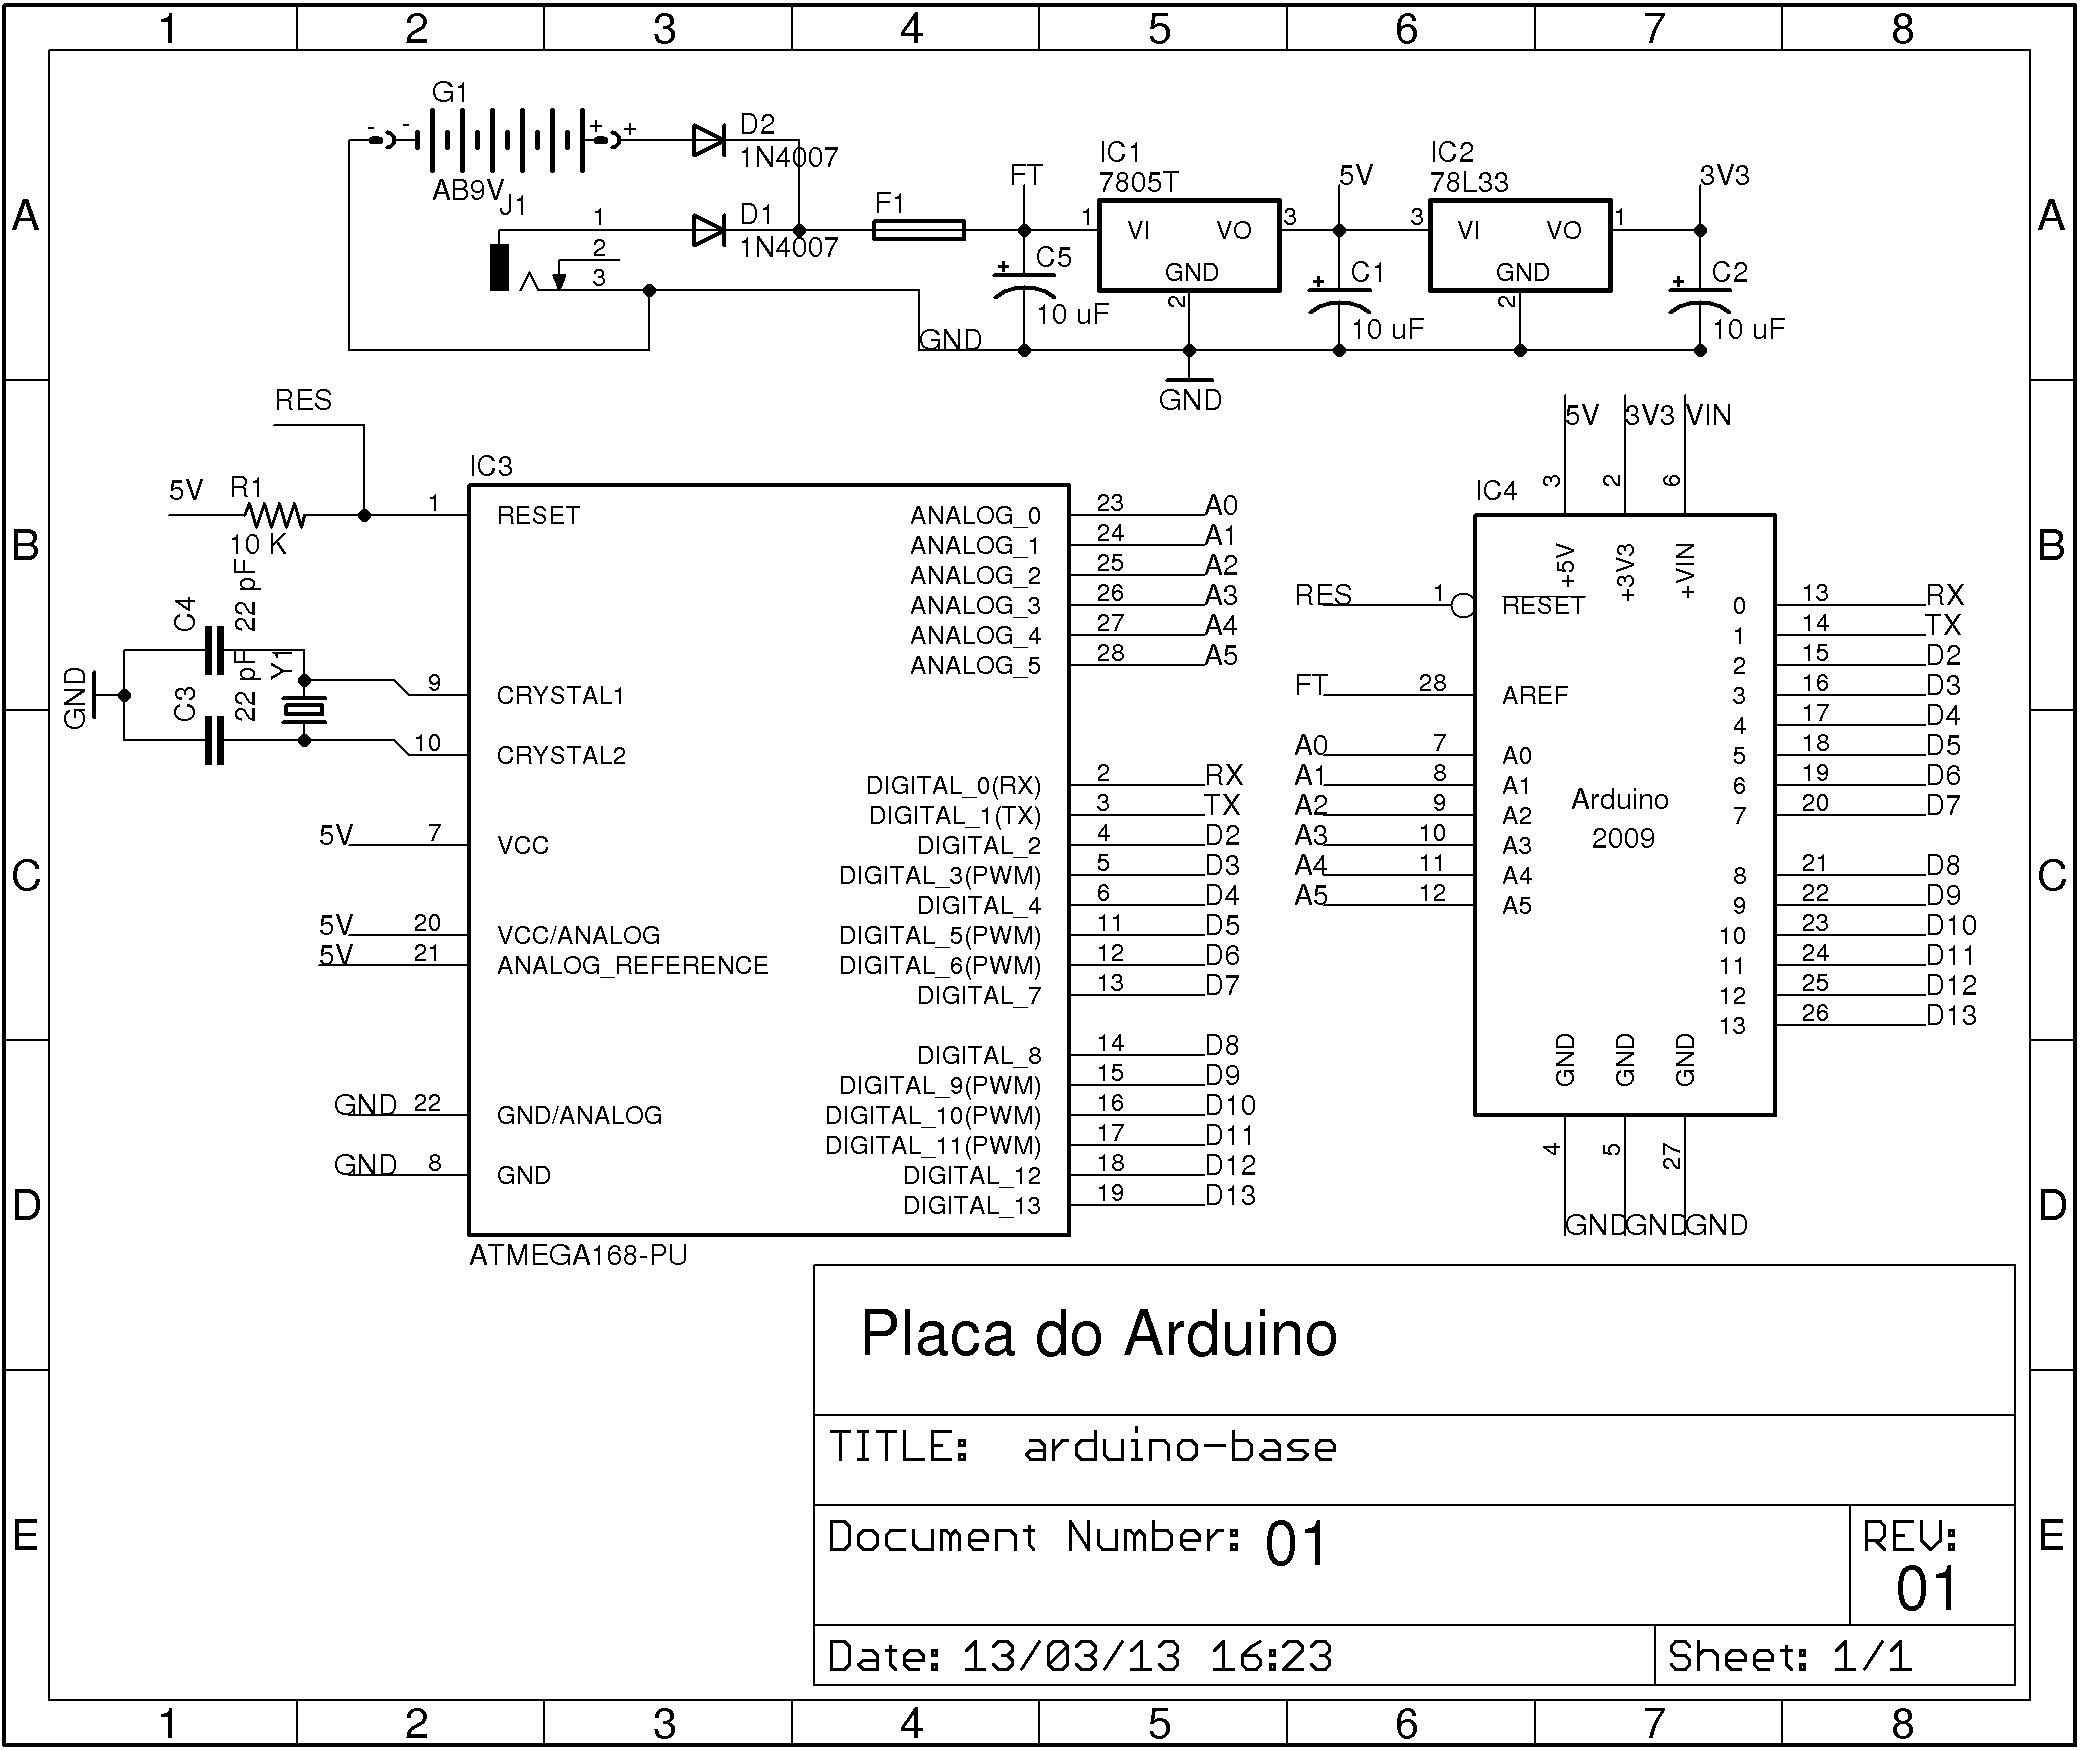 1 2 3 4 5 6 7 8
A A
B B
C C
D D
E E
G1
- - + +
AB9V
D2
1N4007
J1
1
2
3
D1
1N4007
F1
FT
+
C5
10 uF
IC1
7805T
1 VI VO 3
GND
2
5V
+
C1
10 uF
IC2
78L33
3 VI VO 1
GND
2
3V3
+
C2
10 uF
GND
GND
RES
5V
R1
10 K
C4
22 pF
C3
22 pF
Y1
GND
IC3
1 RESET
9 CRYSTAL1
10 CRYSTAL2
5V 7 VCC
5V 20 VCC/ANALOG
5V 21 ANALOG_REFERENCE
GND 22 GND/ANALOG
GND 8 GND
ANALOG_0 23 A0
ANALOG_1 24 A1
ANALOG_2 25 A2
ANALOG_3 26 A3
ANALOG_4 27 A4
ANALOG_5 28 A5
DIGITAL_0(RX) 2 RX
DIGITAL_1(TX) 3 TX
DIGITAL_2 4 D2
DIGITAL_3(PWM) 5 D3
DIGITAL_4 6 D4
DIGITAL_5(PWM) 11 D5
DIGITAL_6(PWM) 12 D6
DIGITAL_7 13 D7
DIGITAL_8 14 D8
DIGITAL_9(PWM) 15 D9
DIGITAL_10(PWM) 16 D10
DIGITAL_11(PWM) 17 D11
DIGITAL_12 18 D12
DIGITAL_13 19 D13
ATMEGA168-PU
5V 3V3 VIN
3 2 6
IC4
+5V +3V3 +VIN
RES 1 RESET
FT 28 AREF
A0 7 A0
A1 8 A1
A2 9 A2
A3 10 A3
A4 11 A4
A5 12 A5
Arduino
2009
0 13 RX
1 14 TX
2 15 D2
3 16 D3
4 17 D4
5 18 D5
6 19 D6
7 20 D7
8 21 D8
9 22 D9
10 23 D10
11 24 D11
12 25 D12
13 26 D13
GND GND GND
4 5 27
GND GND GND
Placa do Arduino
TITLE: arduino-base
Document Number: 01
REV:
01
Date: 13/03/13 16:23
Sheet: 1/1
1 2 3 4 5 6 7 8